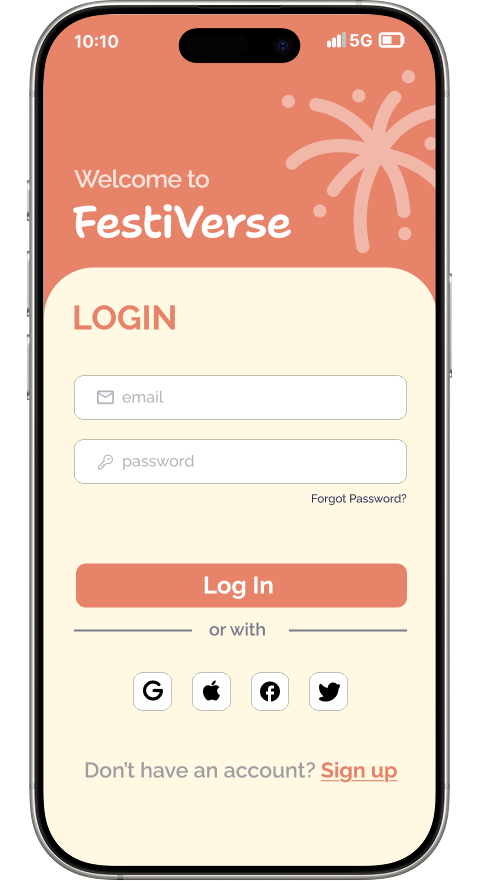 10:10 5G
Welcome to
FestiVerse
LOGIN
email
password
Forgot Password?
Log In
or with
Don't have an account? Sign up